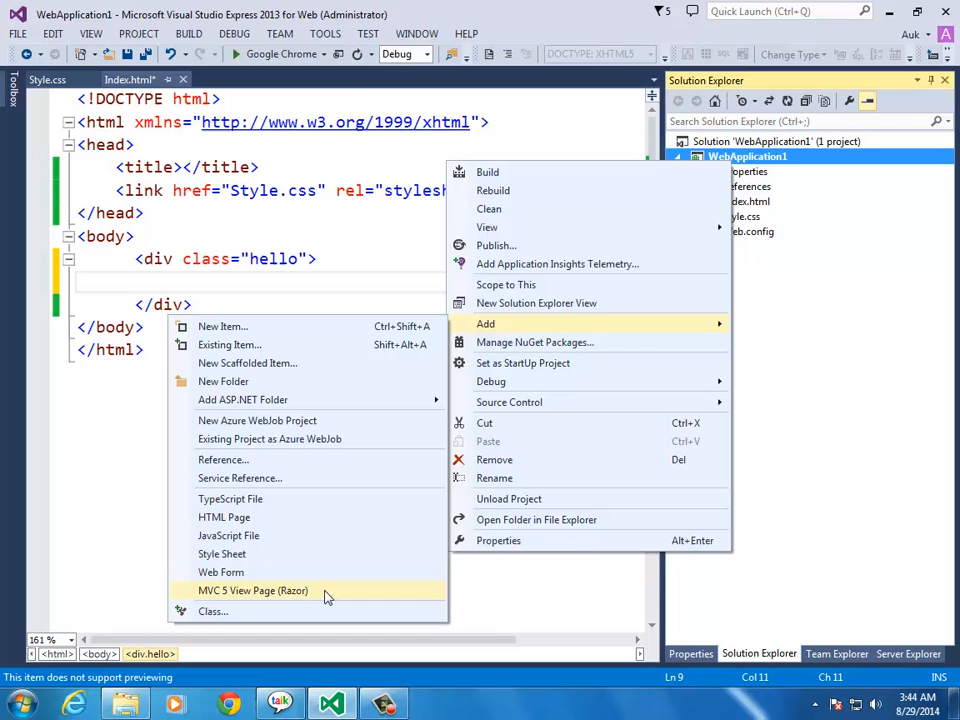 WebApplication1 - Microsoft Visual Studio Express 2013 for Web (Administrator)
5
Quick Launch (Ctrl+Q)
FILE EDIT VIEW PROJECT BUILD DEBUG TEAM TOOLS TEST WINDOW HELP
Auk
A
Google Chrome
Debug
DOCTYPE: XHTML5
Change Type
Toolbox
Style.css
Index.html*
<!DOCTYPE html>
<html xmlns="http://www.w3.org/1999/xhtml">
<head>
<title></title>
<link href="Style.css" rel="stylesh
</head>
<body>
<div class="hello">
</div>
</body>
</html>
Build
Rebuild
Clean
View
Publish...
Add Application Insights Telemetry...
Scope to This
New Solution Explorer View
Add
Manage NuGet Packages...
Set as StartUp Project
Debug
Source Control
Cut Ctrl+X
Paste Ctrl+V
Remove Del
Rename
Unload Project
Open Folder in File Explorer
Properties Alt+Enter
New Item... Ctrl+Shift+A
Existing Item... Shift+Alt+A
New Scaffolded Item...
New Folder
Add ASP.NET Folder
New Azure WebJob Project
Existing Project as Azure WebJob
Reference...
Service Reference...
TypeScript File
HTML Page
JavaScript File
Style Sheet
Web Form
MVC 5 View Page (Razor)
Class...
Solution Explorer
Search Solution Explorer (Ctrl+;)
Solution 'WebApplication1' (1 project)
WebApplication1
roperties
eferences
dex.html
yle.css
eb.config
161 %
<html> <body> <div.hello>
Properties Solution Explorer Team Explorer Server Explorer
This item does not support previewing
Ln 9 Col 11 Ch 11 INS
talk
3:44 AM
8/29/2014